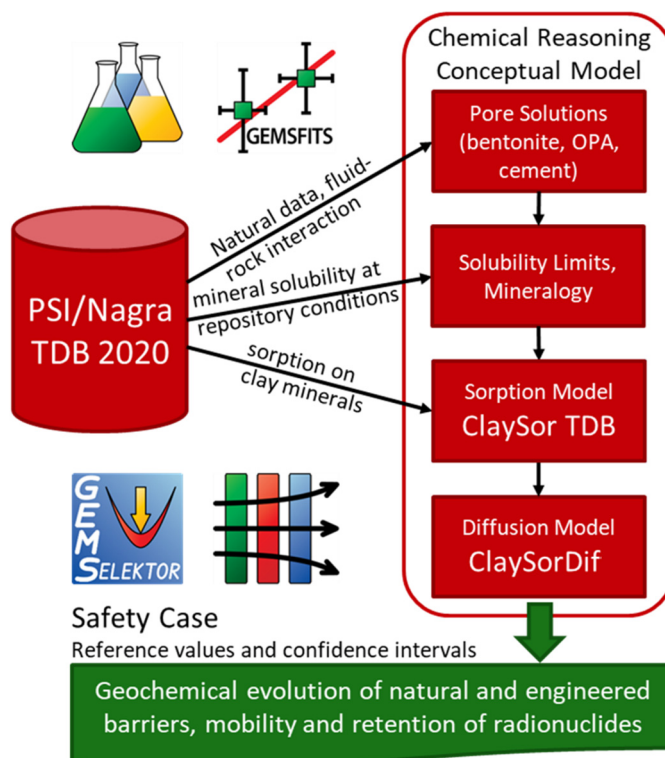 Chemical Reasoning
Conceptual Model
GEMSFITS
Pore Solutions
(bentonite, OPA,
cement)
Natural data, fluid-
rock interaction
PSI/Nagra
TDB 2020
mineral solubility at
repository conditions
Solubility Limits,
Mineralogy
sorption on
clay minerals
Sorption Model
ClaySor TDB
GEMSELEKTOR
Diffusion Model
ClaySorDif
Safety Case
Reference values and confidence intervals
Geochemical evolution of natural and engineered
barriers, mobility and retention of radionuclides